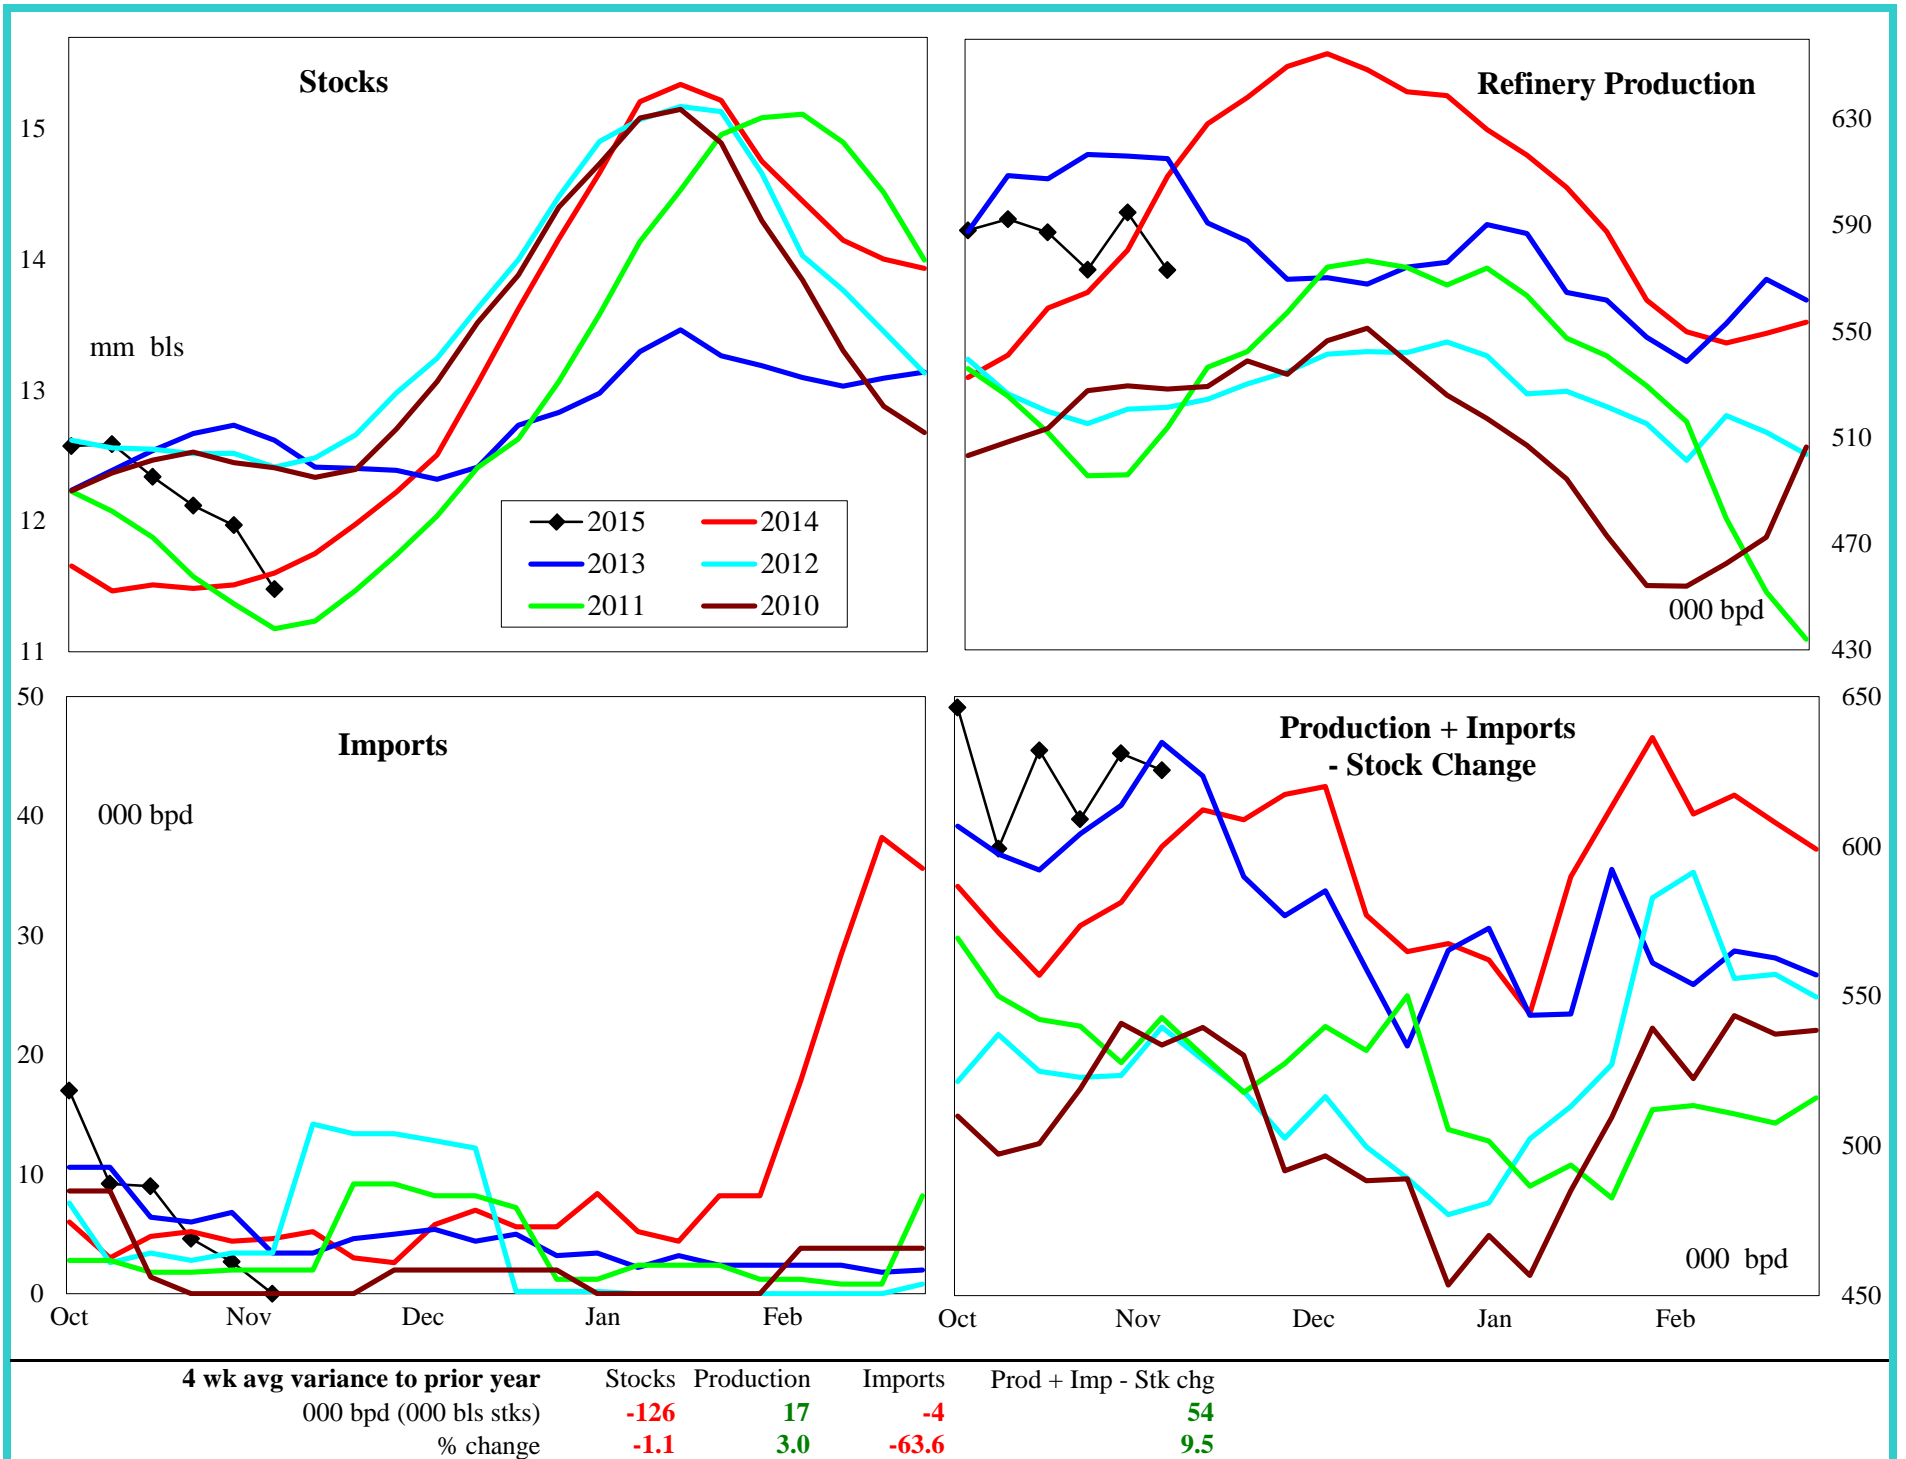 Stocks
15
14
mm bls
13
12
11
2015
2014
2013
2012
2011
2010
Refinery Production
630
590
550
510
470
000 bpd
430
50
Imports
40
000 bpd
30
20
10
0
Oct Nov Dec Jan Feb
650
Production + Imports
- Stock Change
600
550
500
000 bpd
450
Oct Nov Dec Jan Feb
4 wk avg variance to prior year Stocks Production Imports Prod + Imp - Stk chg
000 bpd (000 bls stks) -126 17 -4 54
% change -1.1 3.0 -63.6 9.5